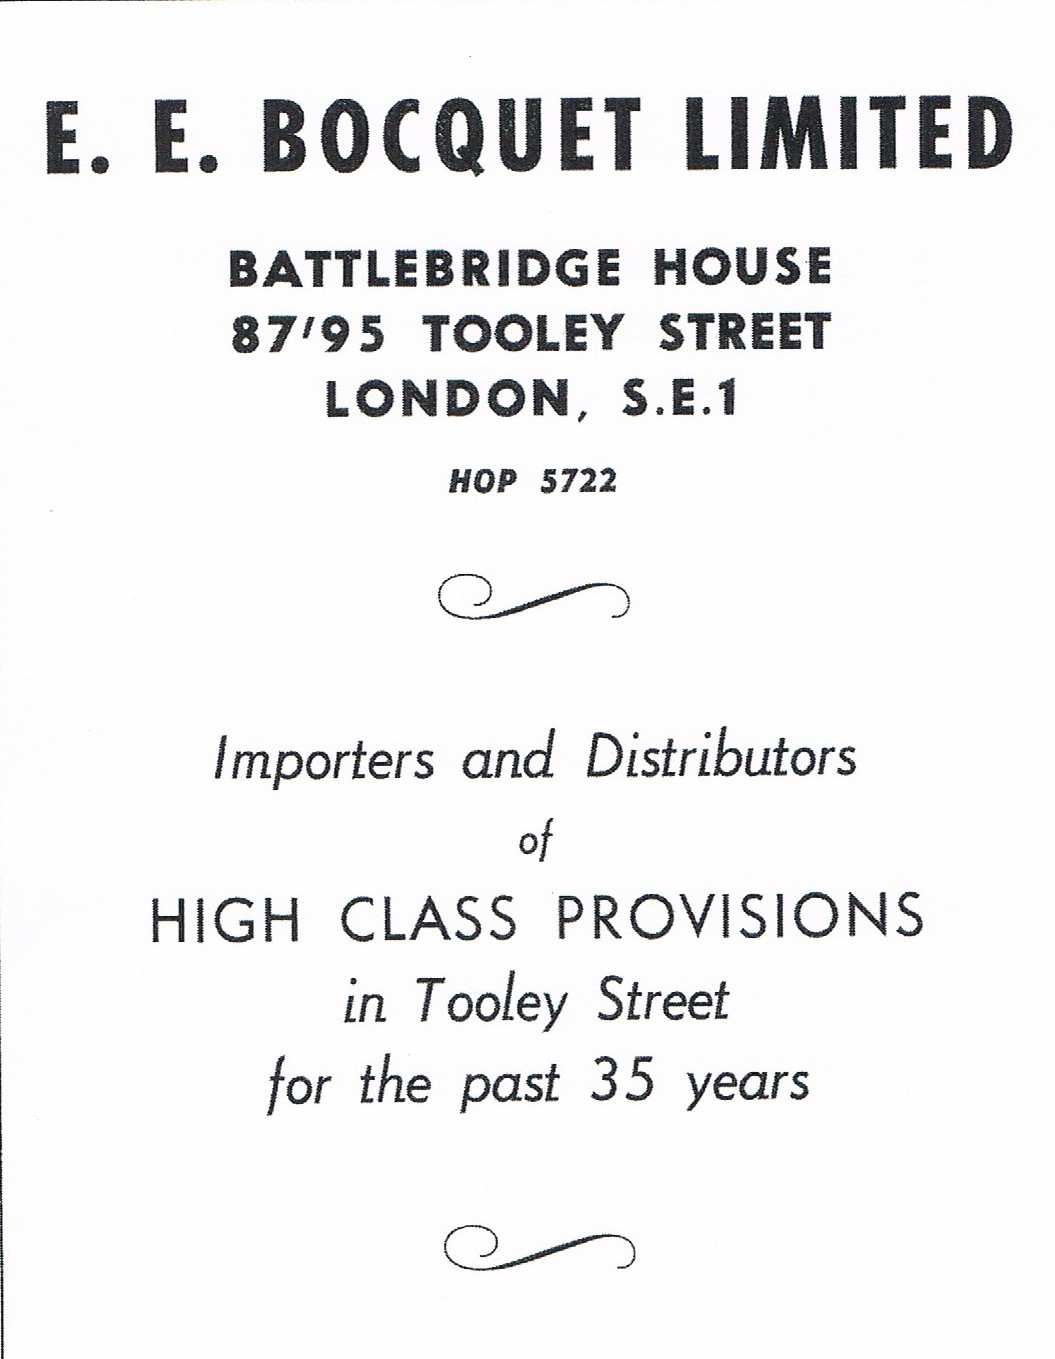 E. E. BOCQUET LIMITED
BATTLEBRIDGE HOUSE
87/95 TOOLEY STREET
LONDON, S.E.1
HOP 5722
Importers and Distributors
of
HIGH CLASS PROVISIONS
in Tooley Street
for the past 35 years